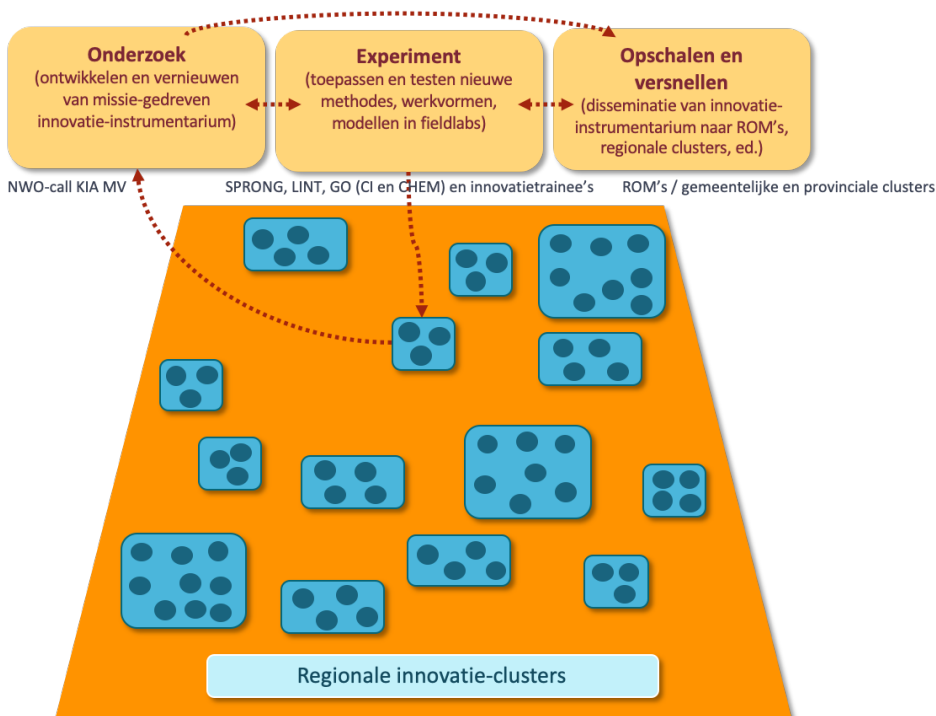 Onderzoek
(ontwikkelen en vernieuwen
van missie-gedreven
innovatie-instrumentarium)
Experiment
(toepassen en testen nieuwe
methodes, werkvormen,
modellen in fieldlabs)
Opschalen en
versnellen
(disseminatie van innovatie-
instrumentarium naar ROM's,
regionale clusters, ed.)
NWO-call KIA MV
SPRONG, LINT, GO (CI en CHEM) en innovatietrainee's
ROM's / gemeentelijke en provinciale clusters
Regionale innovatie-clusters